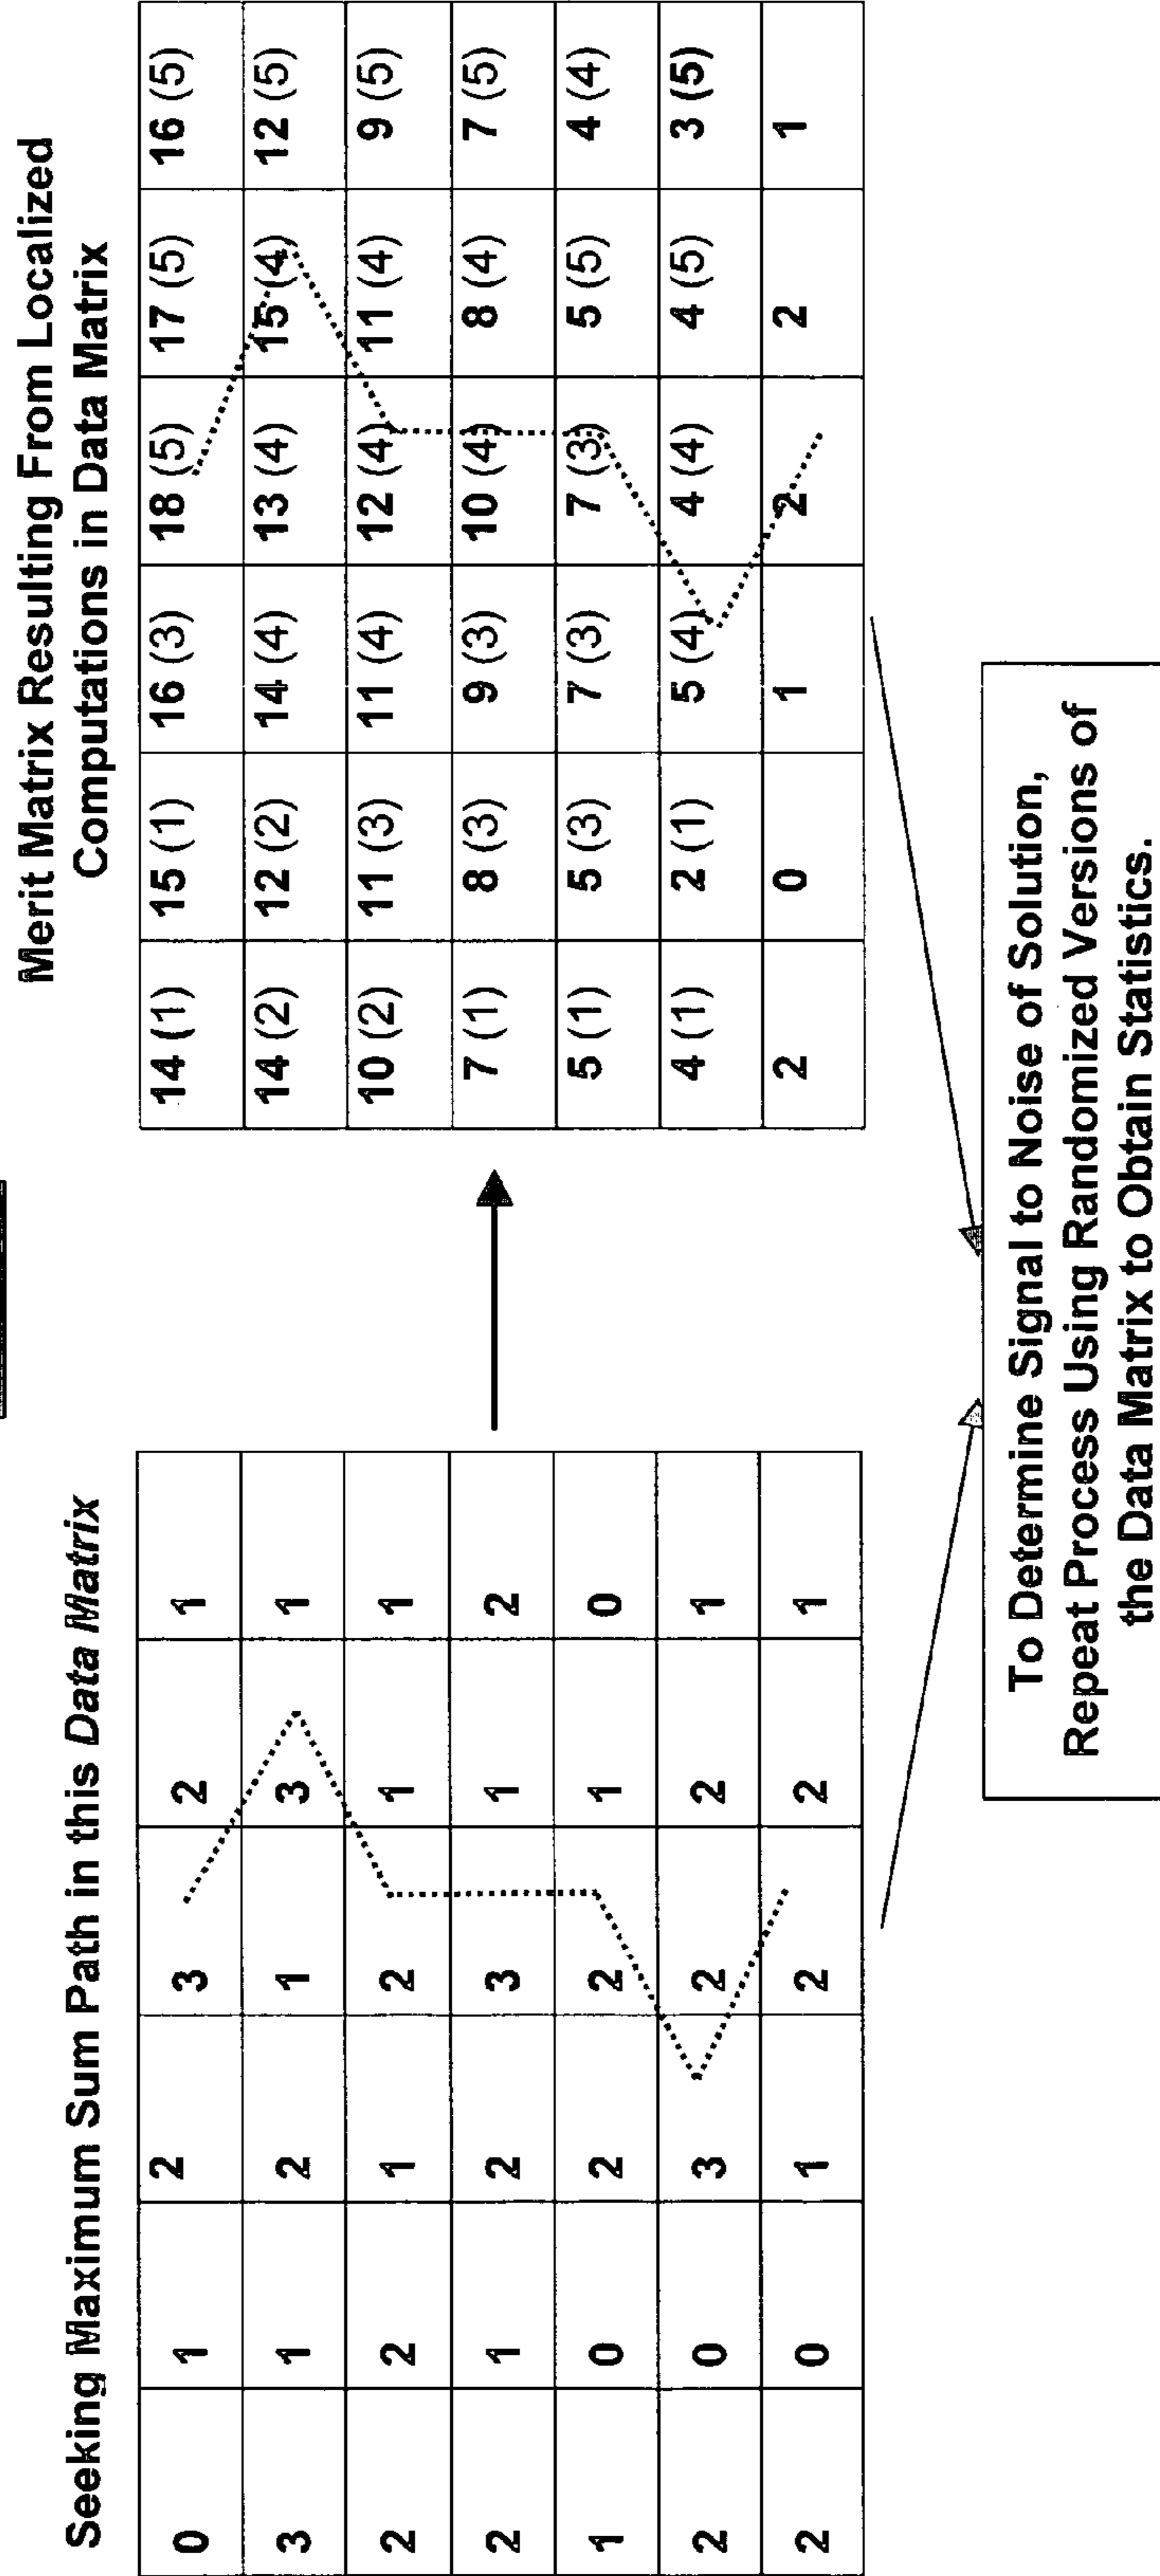 Seeking Maximum Sum Path in this Data Matrix
0 1 2 3 2 1
3 1 2 1 3 1
2 2 1 2 1 1
2 1 2 3 1 2
1 0 2 2 1 0
2 0 3 2 2 1
2 0 1 2 2 1
Merit Matrix Resulting From Localized
Computations in Data Matrix
14 (1) 15 (1) 16 (3) 18 (5) 17 (5) 16 (5)
14 (2) 12 (2) 14 (4) 13 (4) 15 (4) 12 (5)
10 (2) 11 (3) 11 (4) 12 (4) 11 (4) 9 (5)
7 (1) 8 (3) 9 (3) 10 (4) 8 (4) 7 (5)
5 (1) 5 (3) 7 (3) 7 (3) 5 (5) 4 (4)
4 (1) 2 (1) 5 (4) 4 (4) 4 (5) 3 (5)
2 0 1 2 2 1
To Determine Signal to Noise of Solution,
Repeat Process Using Randomized Versions of
the Data Matrix to Obtain Statistics.